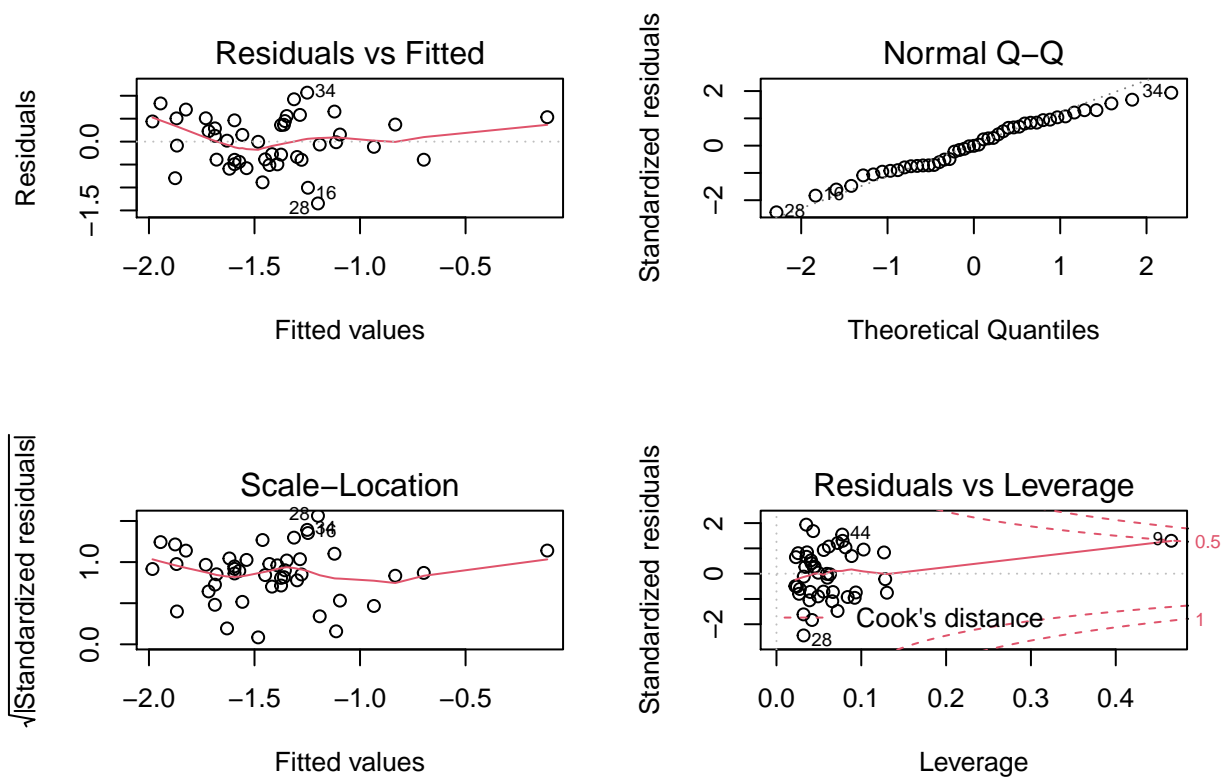 Residuals vs Fitted
Residuals
0.0
−1.5
34
16
28
−2.0 −1.5 −1.0 −0.5
Fitted values
Normal Q−Q
Standardized residuals
2
0
−2
34
16
28
−2 −1 0 1 2
Theoretical Quantiles
Scale−Location
√|Standardized residuals|
1.0
0.0
28
34
16
−2.0 −1.5 −1.0 −0.5
Fitted values
Residuals vs Leverage
Standardized residuals
2
0
−2
44
9
0.5
1
Cook's distance
28
0.0 0.1 0.2 0.3 0.4
Leverage